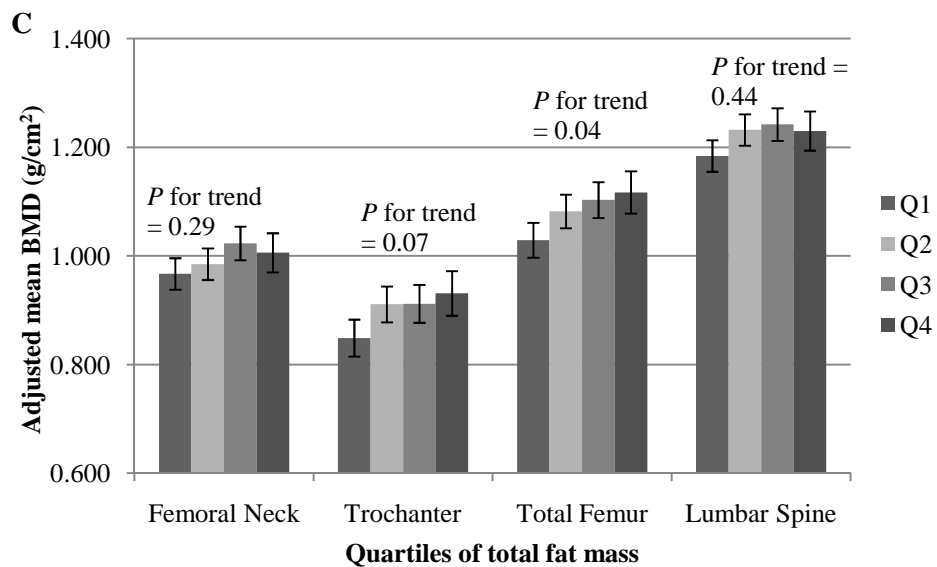 C
1.400
1.200
1.000
0.800
0.600
Adjusted mean BMD (g/cm²)
P for trend
= 0.29
P for trend
= 0.07
P for trend
= 0.04
P for trend =
0.44
Q1
Q2
Q3
Q4
Femoral Neck
Trochanter
Total Femur
Lumbar Spine
Quartiles of total fat mass